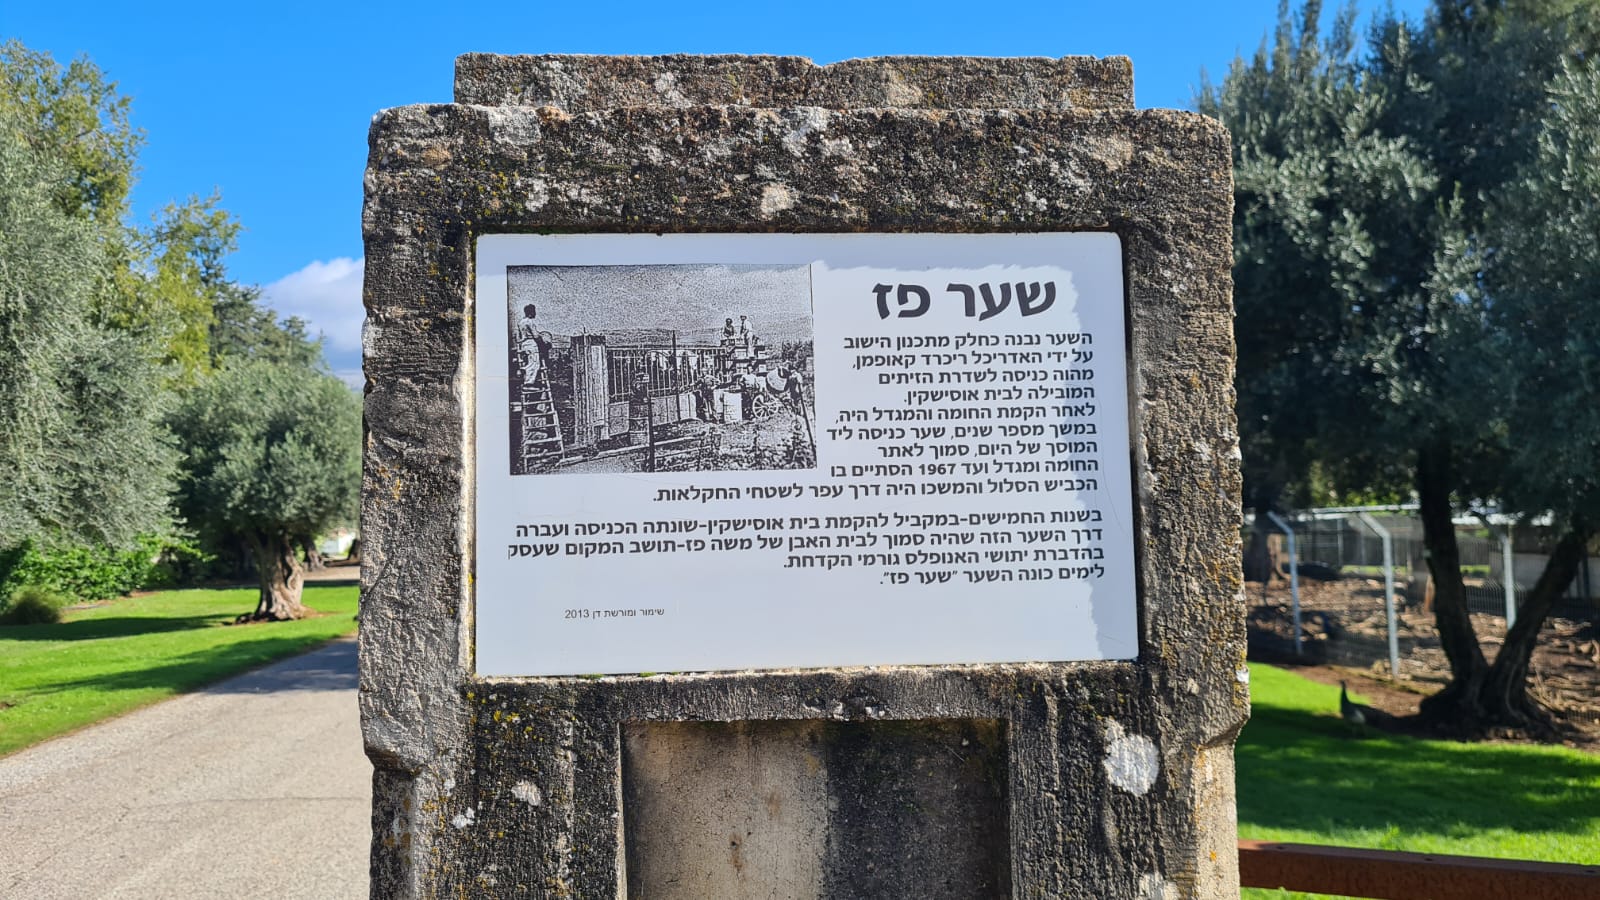 שער פז
השער נבנה כחלק מתכנון הישוב
על ידי האדריכל ריכרד קאופמן,
מהוה כניסה לשדרת הזיתים
המובילה לבית אוסישקין.
לאחר הקמת החומה והמגדל היה,
במשך מספר שנים, שער כניסה ליד
המוסך של היום, סמוך לאתר
החומה ומגדל ועד 1967 הסתיים בו
הכביש הסלול והמשכו היה דרך עפר לשטחי החקלאות.
בשנות החמישים-במקביל להקמת בית אוסישקין-שונתה הכניסה ועברה
דרך השער הזה שהיה סמוך לבית האבן של משה פז-תושב המקום שעסק
בהדברת יתושי האנופלס גורמי הקדחת.
לימים כונה השער "שער פז".
שימור ומורשת דן 2013